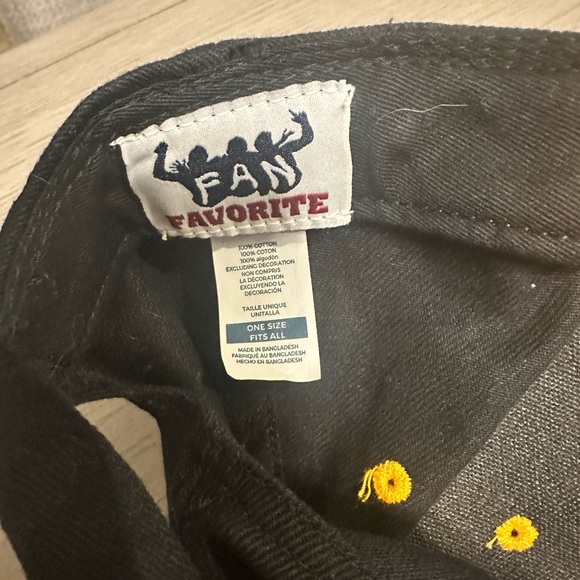 FAN
FAVORITE
100% COTTON
100% COTON
100% algodón
EXCLUDING DECORATION
NON COMPRIS
LA DÉCORATION
EXCLUYENDO LA
DECORACIÓN
TAILLE UNIQUE
UNITALLA
ONE SIZE
FITS ALL
MADE IN BANGLADESH
FABRIQUÉ AU BANGLADESH
HECHO EN BANGLADESH